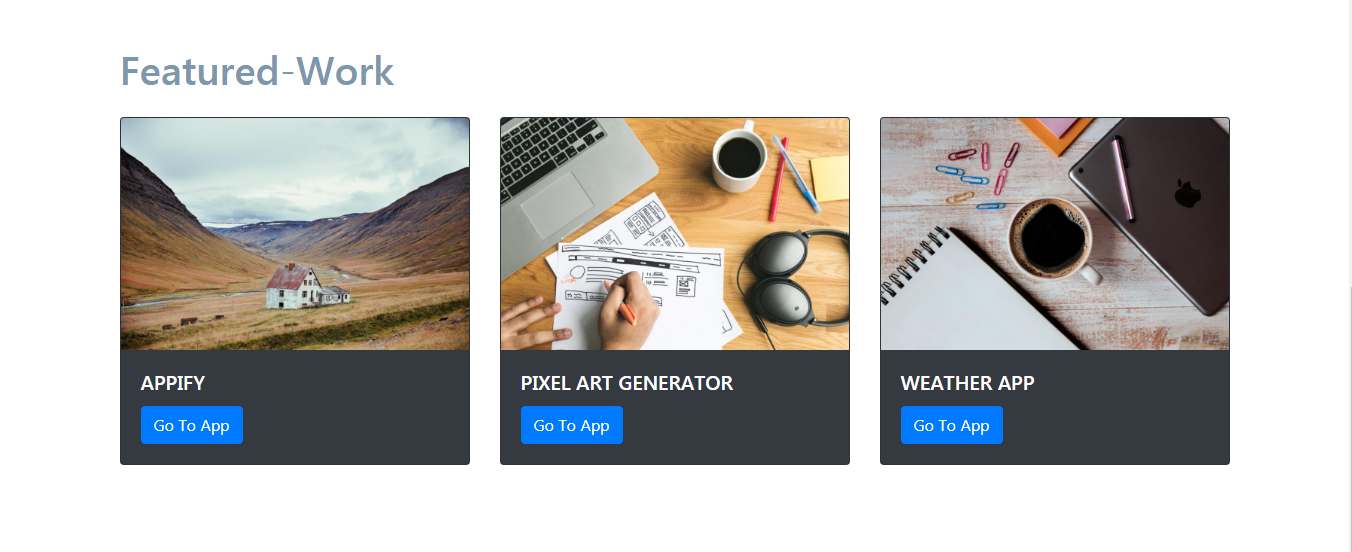 Featured-Work
APPIFY
Go To App
PIXEL ART GENERATOR
Go To App
WEATHER APP
Go To App